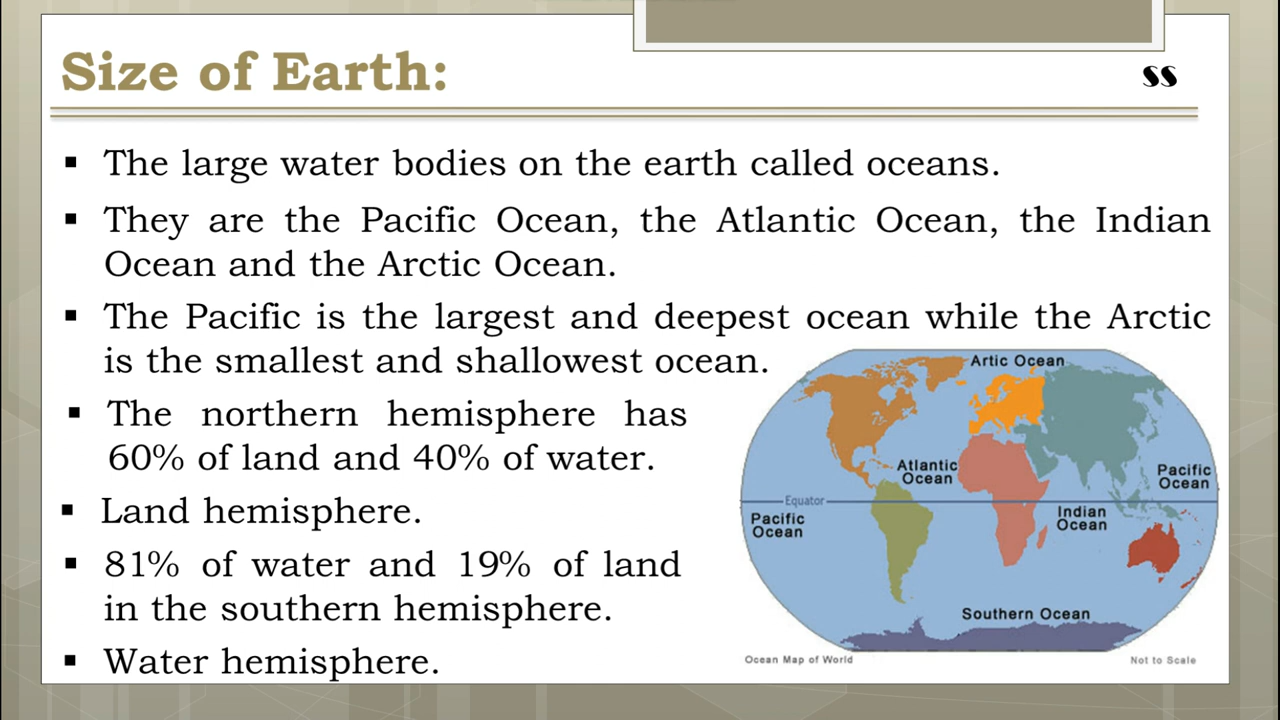 Size of Earth:
SS
▪ The large water bodies on the earth called oceans.
▪ They are the Pacific Ocean, the Atlantic Ocean, the Indian
Ocean and the Arctic Ocean.
▪ The Pacific is the largest and deepest ocean while the Arctic
is the smallest and shallowest ocean.
▪ The northern hemisphere has
60% of land and 40% of water.
▪ Land hemisphere.
▪ 81% of water and 19% of land
in the southern hemisphere.
▪ Water hemisphere.
Artic Ocean
Atlantic
Ocean
Pacific
Ocean
Equator
Pacific
Ocean
Indian
Ocean
Southern Ocean
Ocean Map of World
Not to Scale